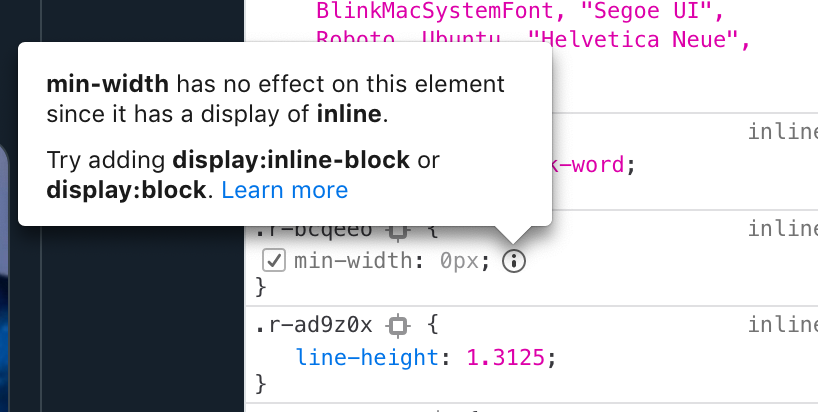 BlinkMacSystemFont, "Segoe UI",
Roboto, Ubuntu, "Helvetica Neue",
min-width has no effect on this element
since it has a display of inline.
Try adding display:inline-block or
display:block. Learn more
inline
k-word;
.r-bcqeeo { inline
min-width: 0px;
}
.r-ad9z0x { inline
line-height: 1.3125;
}